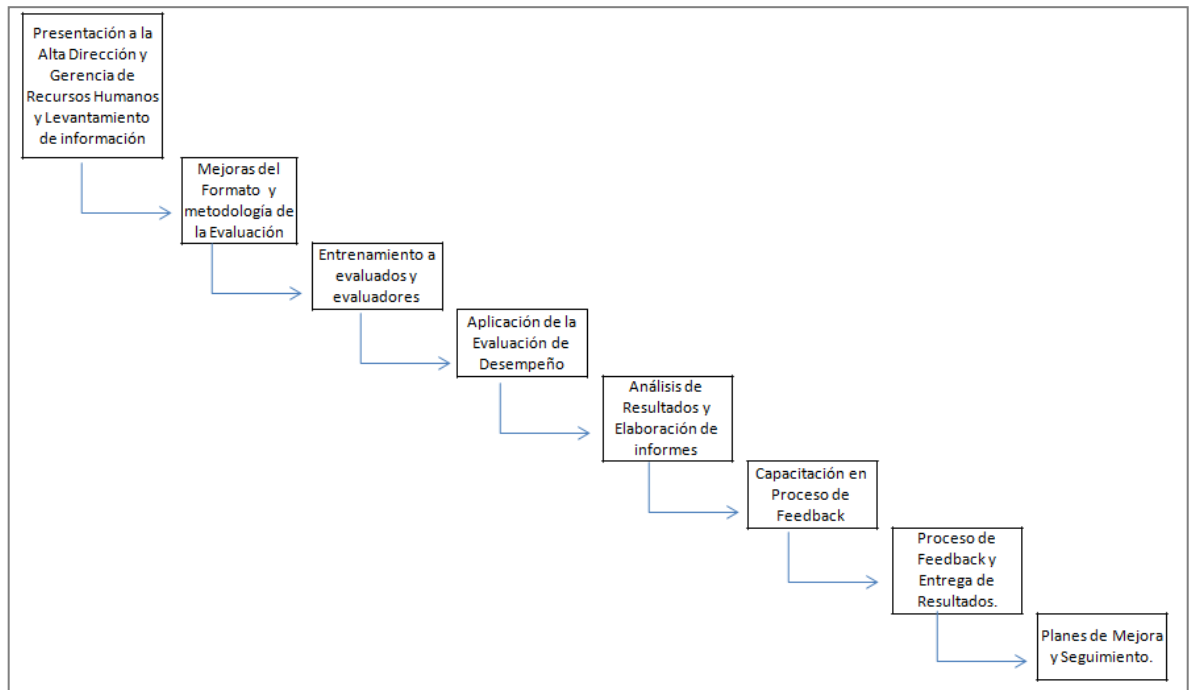 Presentación a la
Alta Dirección y
Gerencia de
Recursos Humanos
y Levantamiento
de información
Mejoras del
Formato y
metodología de
la Evaluación
Entrenamiento a
evaluados y
evaluadores
Aplicación de la
Evaluación de
Desempeño
Análisis de
Resultados y
Elaboración de
informes
Capacitación en
Proceso de
Feedback
Proceso de
Feedback y
Entrega de
Resultados.
Planes de Mejora
y Seguimiento.